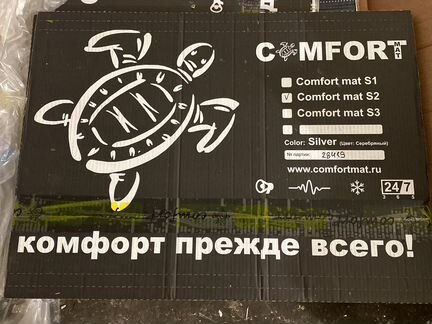 COMFORT
MAT
Comfort mat S1
Comfort mat S2
Comfort mat S3
Color: Silver (Цвет: Серебряный)
№ партии: 28419
www.comfortmat.ru
24/7
365
комфорт прежде всего!